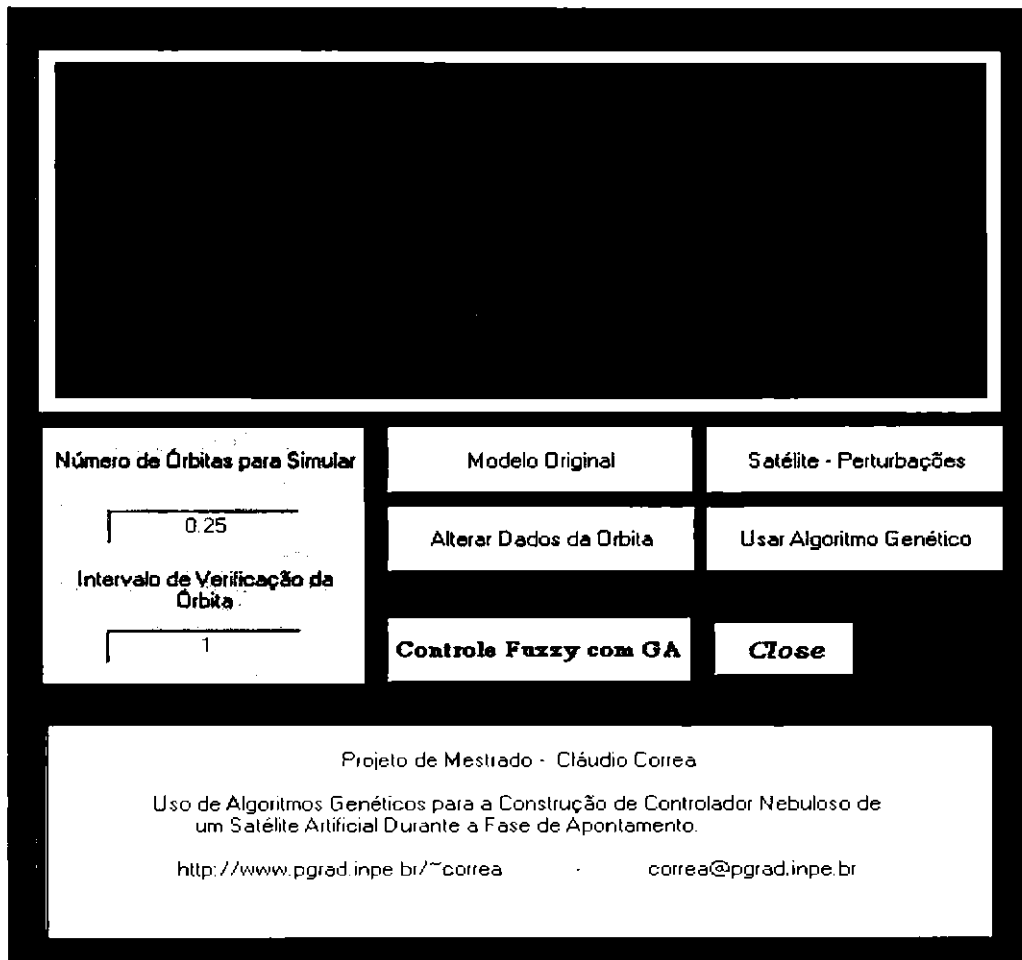 Número de Órbitas para Simular
0.25
Intervalo de Verificação da
Órbita
1
Modelo Original
Satélite - Perturbações
Alterar Dados da Órbita
Usar Algoritmo Genético
Controle Fuzzy com GA
Close
Projeto de Mestrado - Cláudio Correa
Uso de Algoritmos Genéticos para a Construção de Controlador Nebuloso de
um Satélite Artificial Durante a Fase de Apontamento.
http://www.pgrad.inpe.br/~correa - correa@pgrad.inpe.br